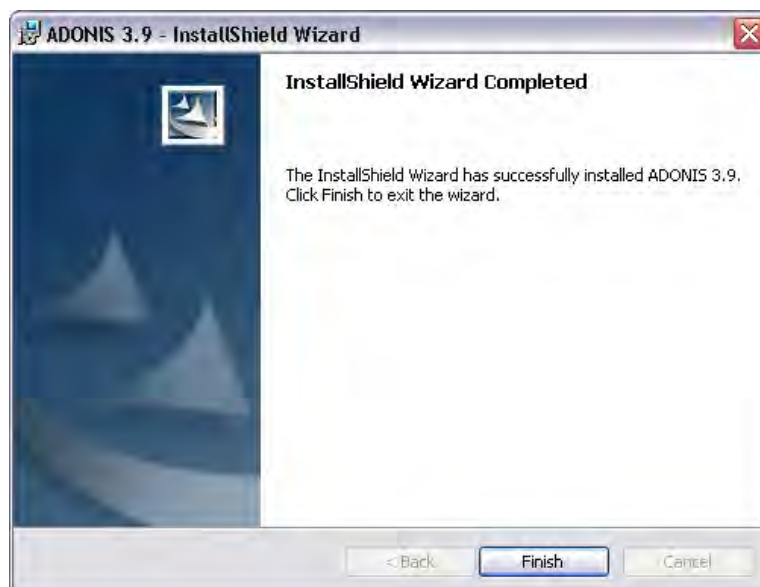 ADONIS 3.9 - InstallShield Wizard
InstallShield Wizard Completed
The InstallShield Wizard has successfully installed ADONIS 3.9.
Click Finish to exit the wizard.
< Back
Finish
Cancel